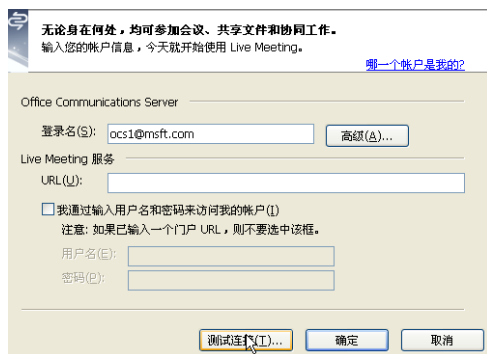 无论身在何处，均可参加会议、共享文件和协同工作。
输入您的帐户信息，今天就开始使用 Live Meeting。
哪一个帐户是我的?
Office Communications Server
登录名(S): ocs1@msft.com 高级(A)...
Live Meeting 服务
URL(U):
我通过输入用户名和密码来访问我的帐户(I)
注意: 如果已输入一个门户 URL，则不要选中该框。
用户名(E):
密码(P):
测试连接(T)... 确定 取消